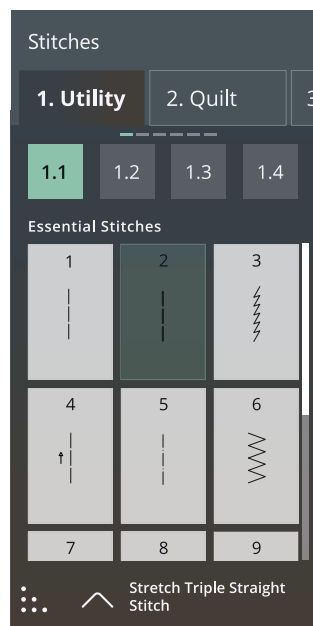 Stitches
1. Utility 2. Quilt 3
1.1 1.2 1.3 1.4
Essential Stitches
1 2 3
4 5 6
7 8 9
Stretch Triple Straight
Stitch